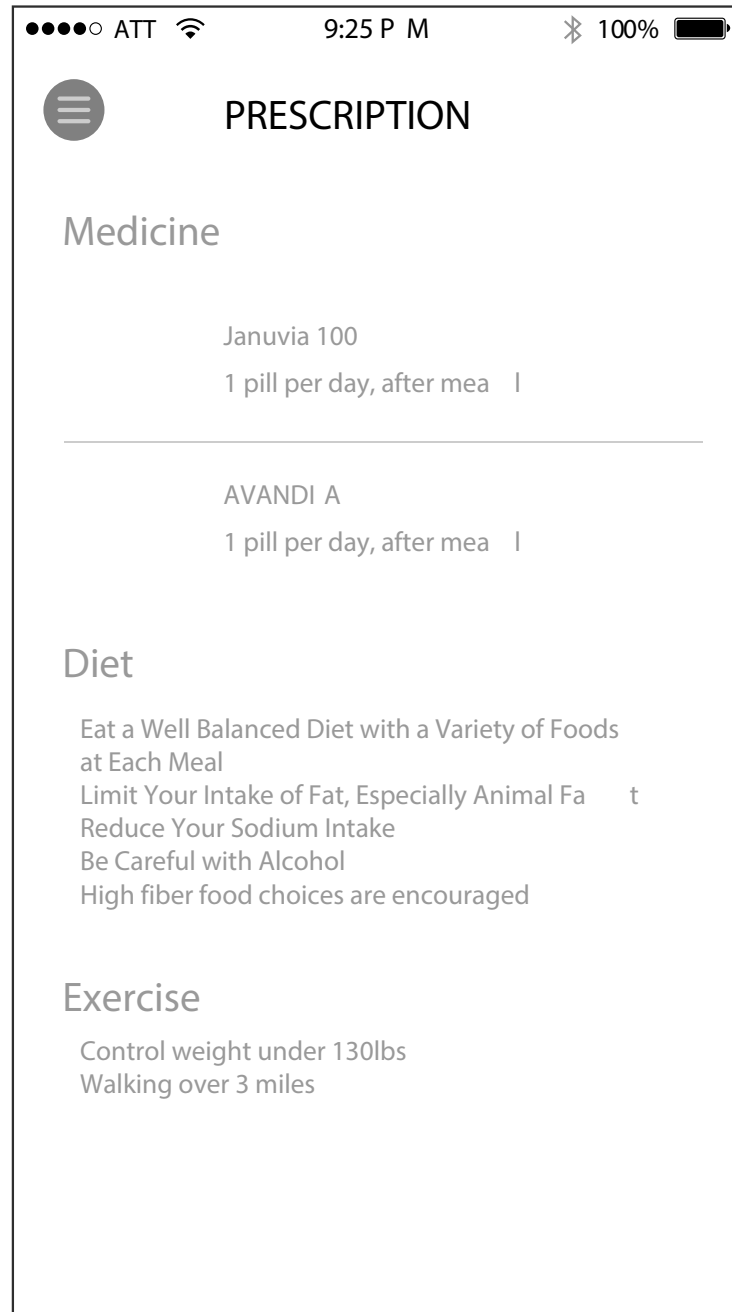 ATT 9:25 P M 100%
PRESCRIPTION
Medicine
Januvia 100
1 pill per day, after mea l
AVANDI A
1 pill per day, after mea l
Diet
Eat a Well Balanced Diet with a Variety of Foods
at Each Meal
Limit Your Intake of Fat, Especially Animal Fa t
Reduce Your Sodium Intake
Be Careful with Alcohol
High fiber food choices are encouraged
Exercise
Control weight under 130lbs
Walking over 3 miles